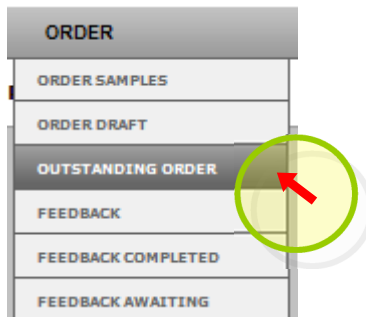 ORDER
ORDER SAMPLES
ORDER DRAFT
OUTSTANDING ORDER
FEEDBACK
FEEDBACK COMPLETED
FEEDBACK AWAITING